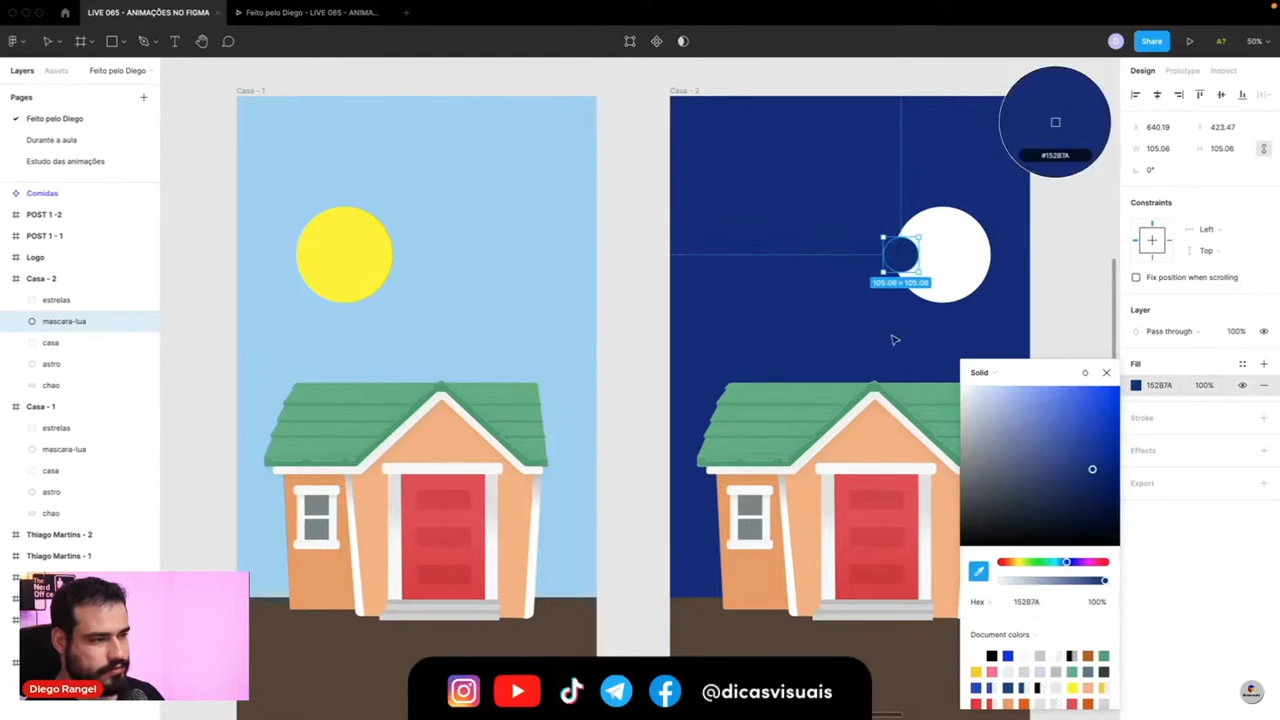 LIVE 065 - ANIMAÇÕES NO FIGMA
Feito pelo Diego - LIVE 065 - ANIMA...
D
Share
A?
50%
Layers
Assets
Feito pelo Diego
Pages
Feito pelo Diego
Durante a aula
Estudo das animações
Comidas
POST 1 -2
POST 1 - 1
Logo
Casa - 2
estrelas
mascara-lua
casa
astro
chao
Casa - 1
estrelas
mascara-lua
casa
astro
chao
Thiago Martins - 2
Thiago Martins - 1
Casa - 1
Casa - 2
#152B7A
105.06 × 105.06
Design
Prototype
Inspect
X 640.19
Y 423.47
W 105.06
H 105.06
0°
Constraints
Left
Top
Fix position when scrolling
Layer
Pass through
100%
Fill
152B7A
100%
Stroke
Effects
Export
Solid
Hex
152B7A
100%
Document colors
Diego Rangel
@dicasvisuais